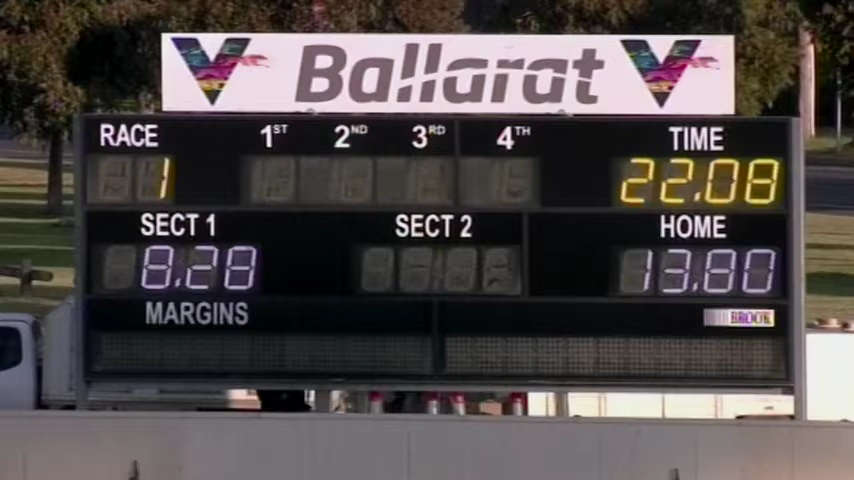 Ballarat
RACE 1ST 2ND 3RD 4TH TIME
1 22.08
SECT 1 SECT 2 HOME
8.28 13.80
MARGINS BROOK